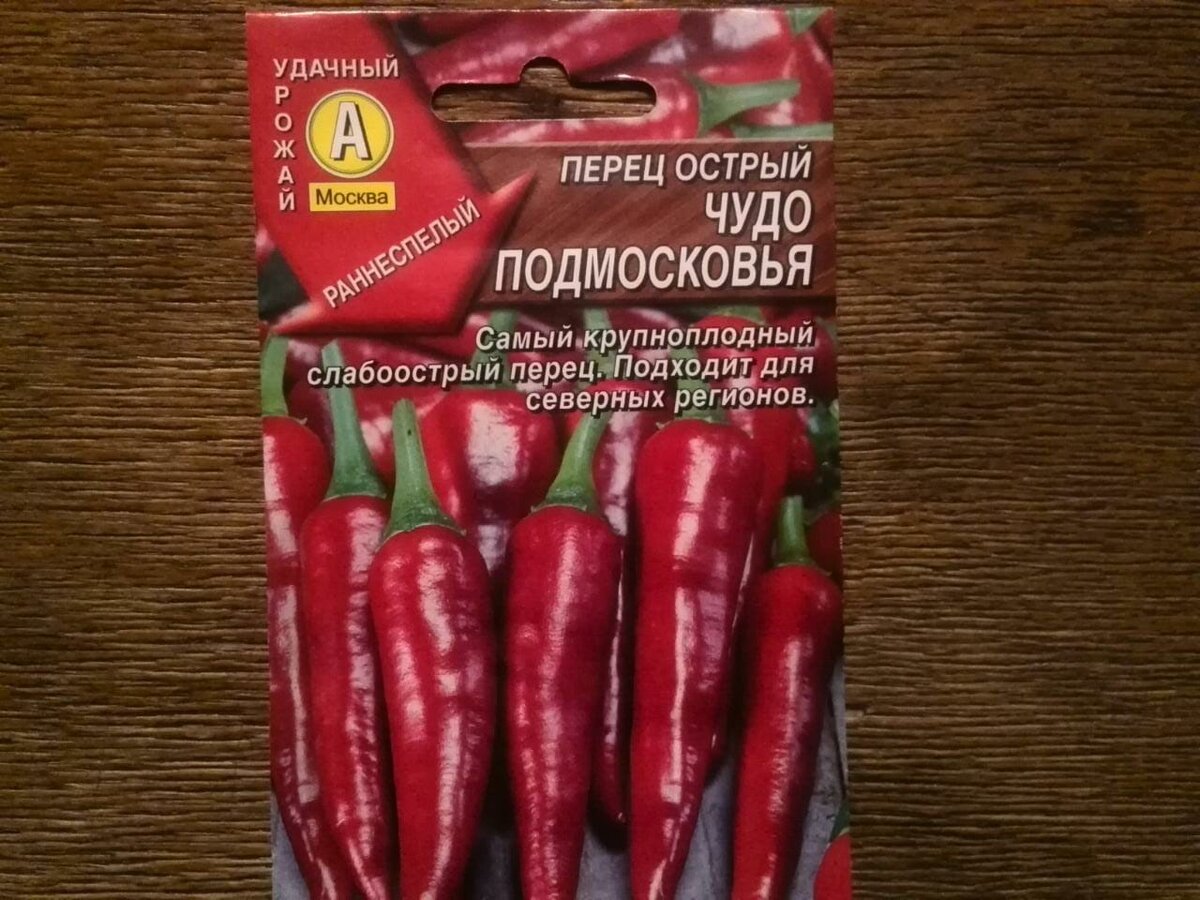 УДАЧНЫЙ
УРОЖАЙ
А
Москва
РАННЕСПЕЛЫЙ
ПЕРЕЦ ОСТРЫЙ
ЧУДО
ПОДМОСКОВЬЯ
Самый крупноплодный
слабоострый перец. Подходит для
северных регионов.